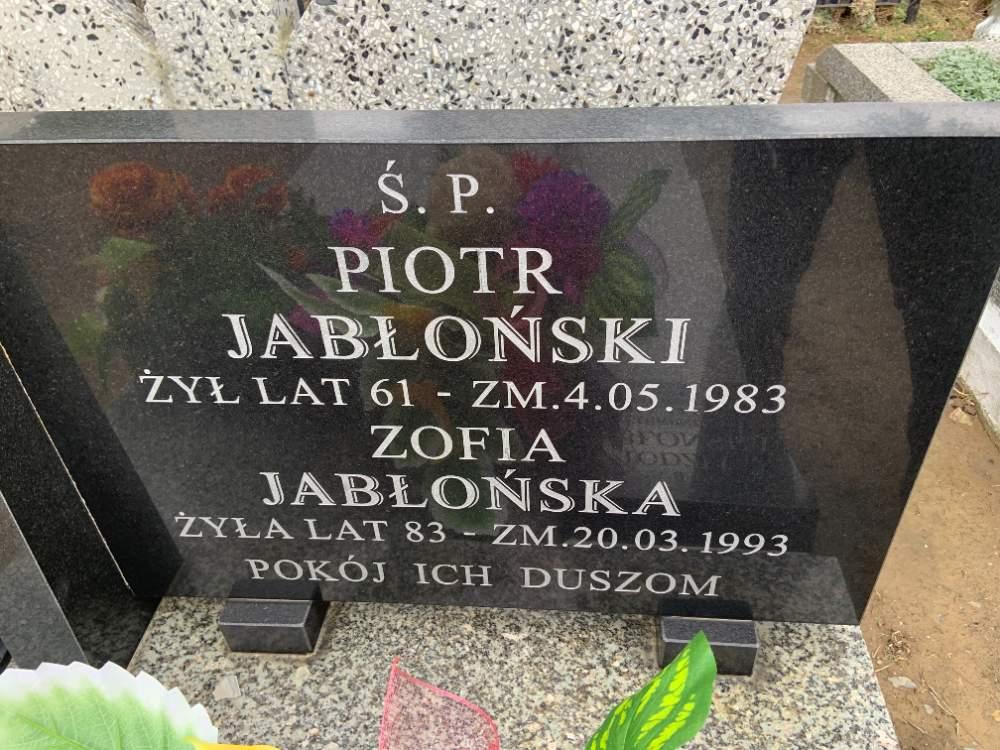 Ś. P.
PIOTR
JABŁOŃSKI
ŻYŁ LAT 61 - ZM.4.05.1983
ZOFIA
JABŁOŃSKA
ŻYŁA LAT 83 - ZM.20.03.1993
POKÓJ ICH DUSZOM